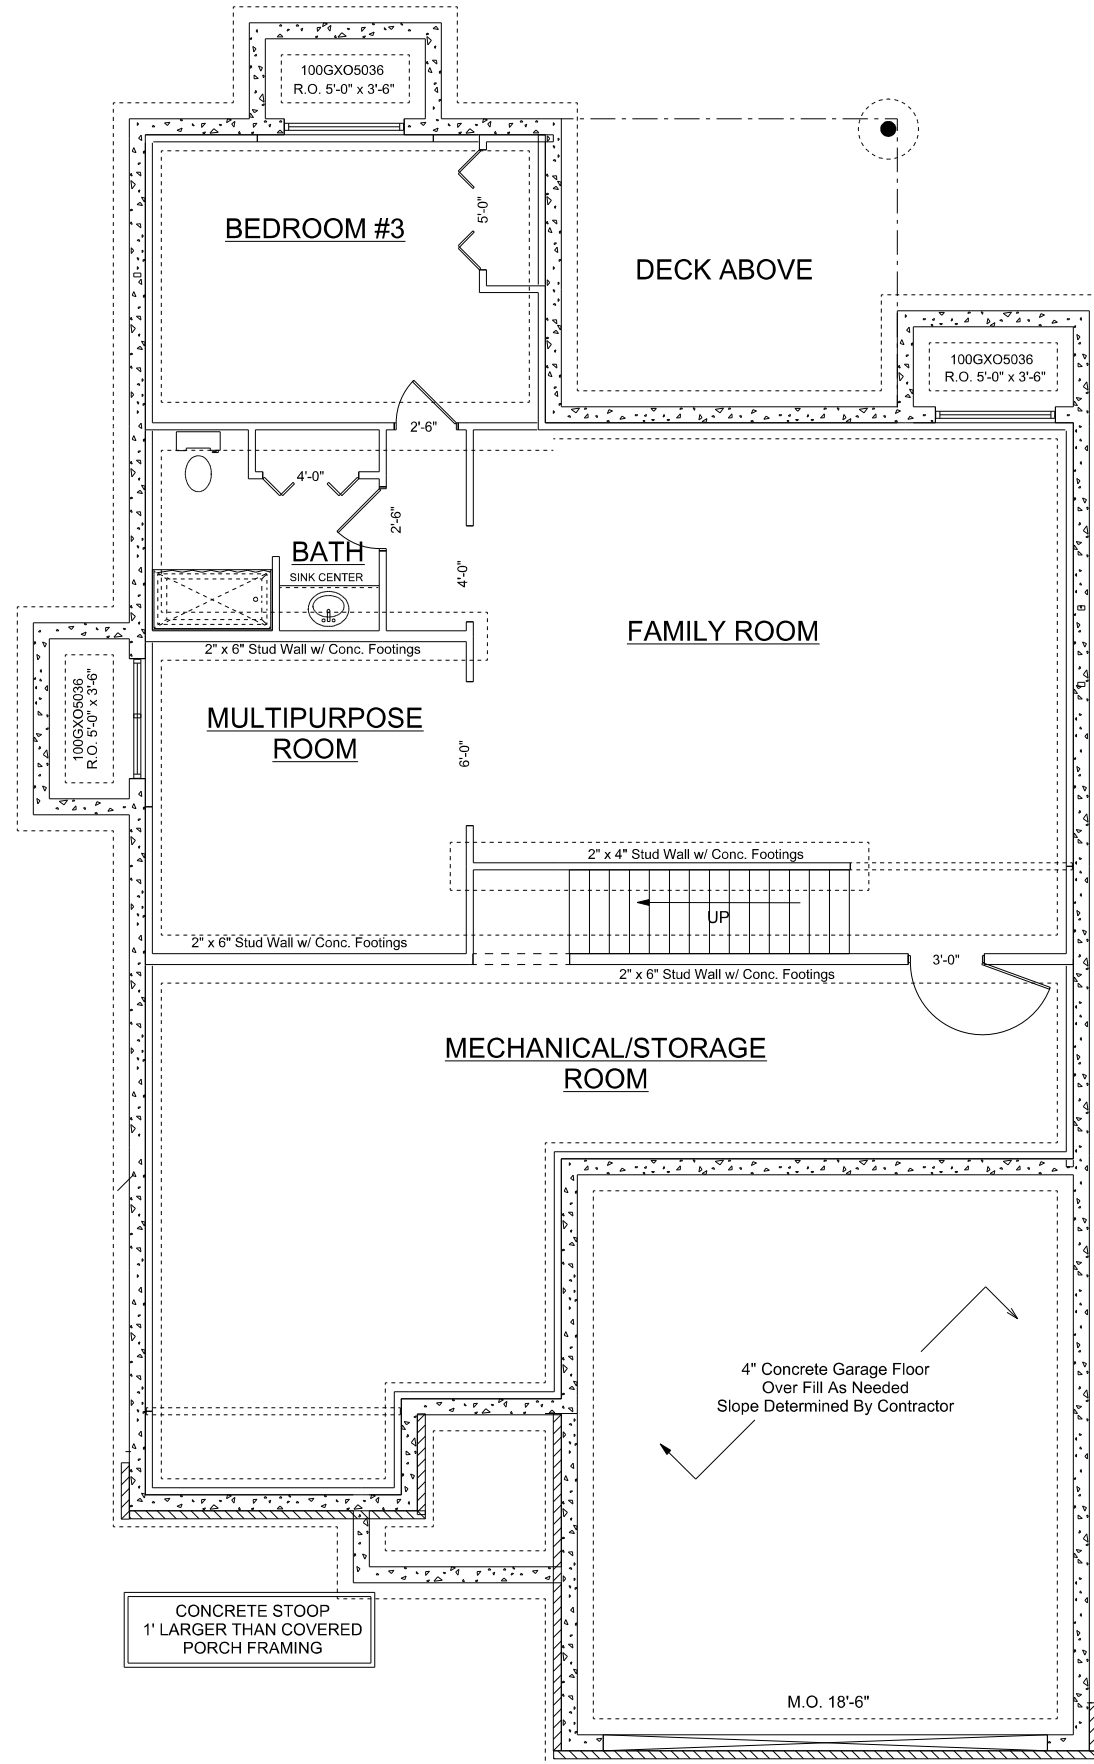 100GXO5036
R.O. 5'-0" x 3'-6"
BEDROOM #3
5'-0"
DECK ABOVE
100GXO5036
R.O. 5'-0" x 3'-6"
2'-6"
4'-0"
2'-6"
BATH
SINK CENTER
4'-0"
FAMILY ROOM
2" x 6" Stud Wall w/ Conc. Footings
100GXO5036
R.O. 5'-0" x 3'-6"
MULTIPURPOSE
ROOM
6'-0"
2" x 4" Stud Wall w/ Conc. Footings
UP
2" x 6" Stud Wall w/ Conc. Footings
3'-0"
2" x 6" Stud Wall w/ Conc. Footings
MECHANICAL/STORAGE
ROOM
4" Concrete Garage Floor
Over Fill As Needed
Slope Determined By Contractor
CONCRETE STOOP
1' LARGER THAN COVERED
PORCH FRAMING
M.O. 18'-6"